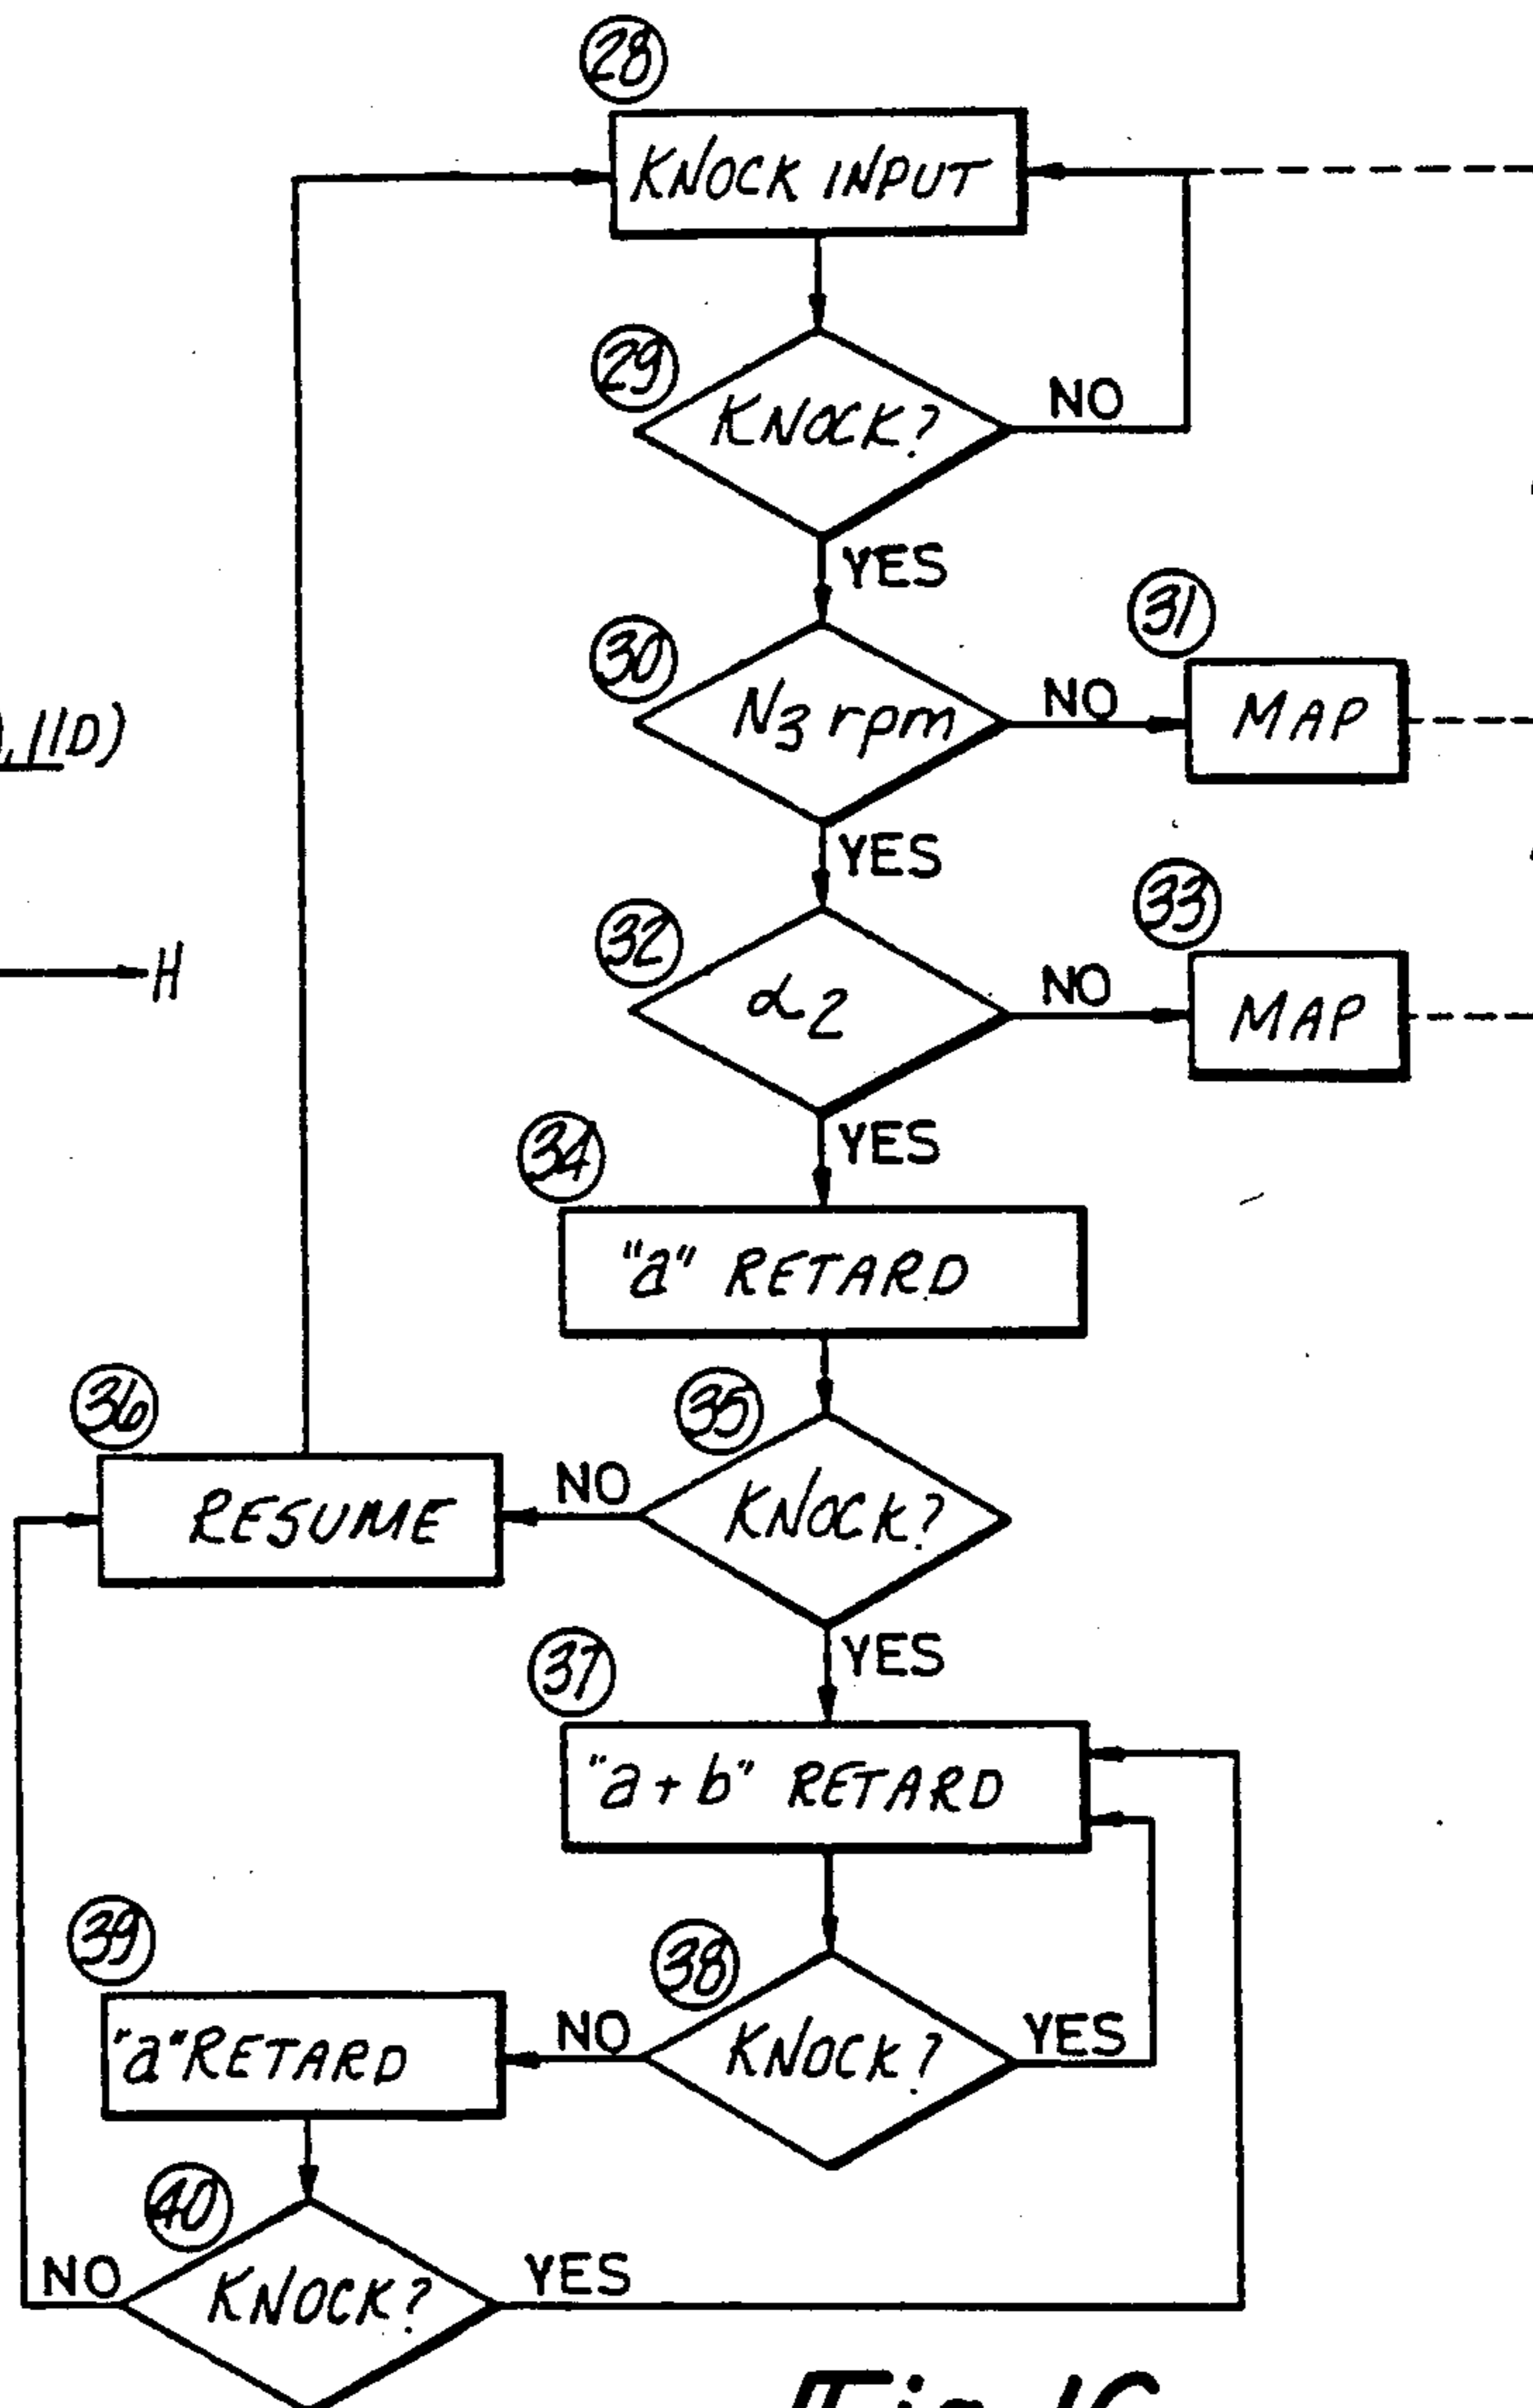 28
KNOCK INPUT
29
KNOCK?
NO
YES
30
N3 rpm
NO
31
MAP
YES
32
α2
NO
33
MAP
11D)
H
YES
34
"a" RETARD
35
KNOCK?
NO
36
RESUME
YES
37
"a + b" RETARD
38
KNOCK?
YES
NO
39
"a" RETARD
40
KNOCK?
NO
YES